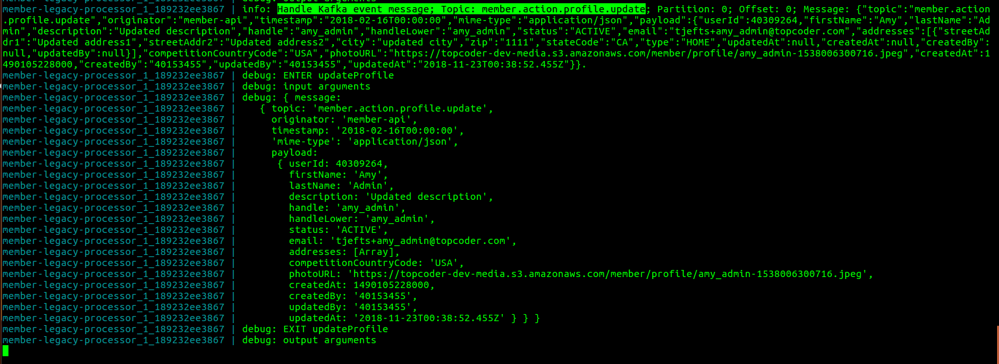 debug: output arguments
member-legacy-processor_1_189232ee3867 | info: Handle Kafka event message; Topic: member.action.profile.update; Partition: 0; Offset: 0; Message: {"topic":"member.action
.profile.update","originator":"member-api","timestamp":"2018-02-16T00:00:00","mime-type":"application/json","payload":{"userId":40309264,"firstName":"Amy","lastName":"Ad
min","description":"Updated description","handle":"amy_admin","handleLower":"amy_admin","status":"ACTIVE","email":"tjefts+amy_admin@topcoder.com","addresses":[{"streetAd
dr1":"Updated address1","streetAddr2":"Updated address2","city":"updated city","zip":"1111","stateCode":"CA","type":"HOME","updatedAt":null,"createdAt":null,"createdBy":
null,"updatedBy":null}],"competitionCountryCode":"USA","photoURL":"https://topcoder-dev-media.s3.amazonaws.com/member/profile/amy_admin-1538006300716.jpeg","createdAt":1
490105228000,"createdBy":"40153455","updatedBy":"40153455","updatedAt":"2018-11-23T00:38:52.455Z"}}.
member-legacy-processor_1_189232ee3867 | debug: ENTER updateProfile
member-legacy-processor_1_189232ee3867 | debug: input arguments
member-legacy-processor_1_189232ee3867 | debug: { message:
member-legacy-processor_1_189232ee3867 |    { topic: 'member.action.profile.update',
member-legacy-processor_1_189232ee3867 |      originator: 'member-api',
member-legacy-processor_1_189232ee3867 |      timestamp: '2018-02-16T00:00:00',
member-legacy-processor_1_189232ee3867 |      'mime-type': 'application/json',
member-legacy-processor_1_189232ee3867 |      payload:
member-legacy-processor_1_189232ee3867 |       { userId: 40309264,
member-legacy-processor_1_189232ee3867 |         firstName: 'Amy',
member-legacy-processor_1_189232ee3867 |         lastName: 'Admin',
member-legacy-processor_1_189232ee3867 |         description: 'Updated description',
member-legacy-processor_1_189232ee3867 |         handle: 'amy_admin',
member-legacy-processor_1_189232ee3867 |         handleLower: 'amy_admin',
member-legacy-processor_1_189232ee3867 |         status: 'ACTIVE',
member-legacy-processor_1_189232ee3867 |         email: 'tjefts+amy_admin@topcoder.com',
member-legacy-processor_1_189232ee3867 |         addresses: [Array],
member-legacy-processor_1_189232ee3867 |         competitionCountryCode: 'USA',
member-legacy-processor_1_189232ee3867 |         photoURL: 'https://topcoder-dev-media.s3.amazonaws.com/member/profile/amy_admin-1538006300716.jpeg',
member-legacy-processor_1_189232ee3867 |         createdAt: 1490105228000,
member-legacy-processor_1_189232ee3867 |         createdBy: '40153455',
member-legacy-processor_1_189232ee3867 |         updatedBy: '40153455',
member-legacy-processor_1_189232ee3867 |         updatedAt: '2018-11-23T00:38:52.455Z' } } }
member-legacy-processor_1_189232ee3867 | debug: EXIT updateProfile
member-legacy-processor_1_189232ee3867 | debug: output arguments